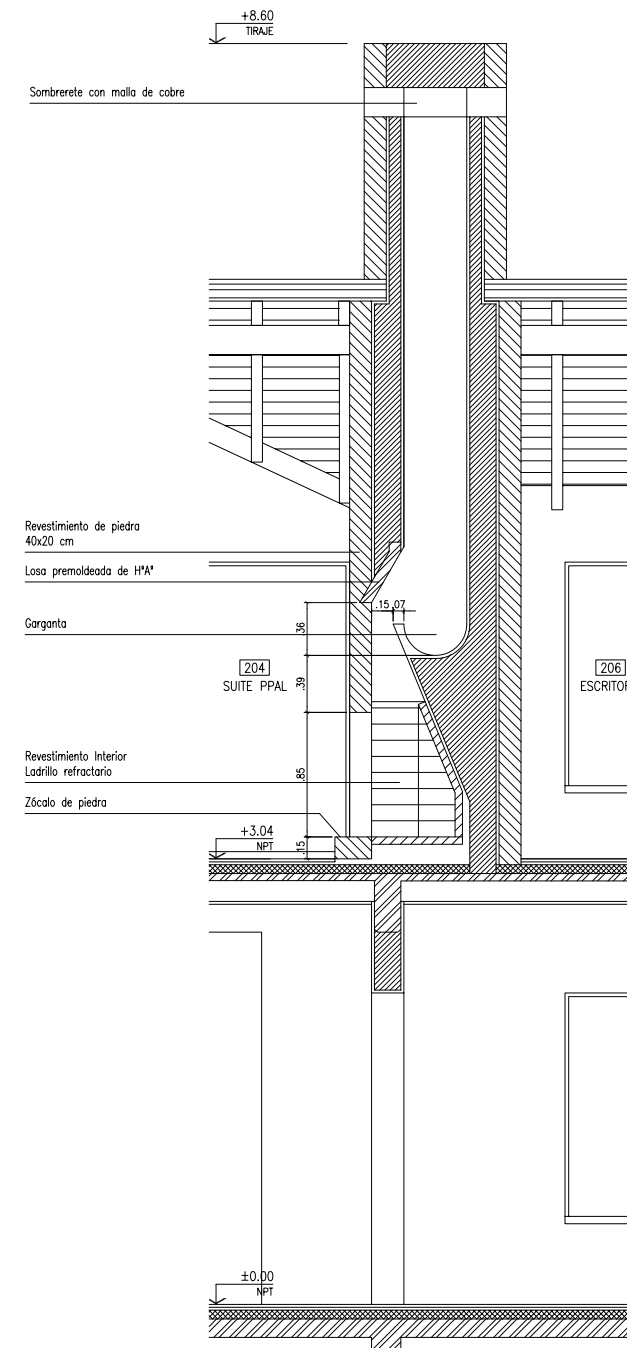 +8.60
TIRAJE
Sombrerete con malla de cobre
Revestimiento de piedra
40x20 cm
Losa premoldeada de HºAº
.15 .07
.36
Garganta
204
SUITE PPAL
.39
206
ESCRITOR
Revestimiento Interior
Ladrillo refractario
.85
Zócalo de piedra
+3.04
NPT
.15
±0.00
NPT